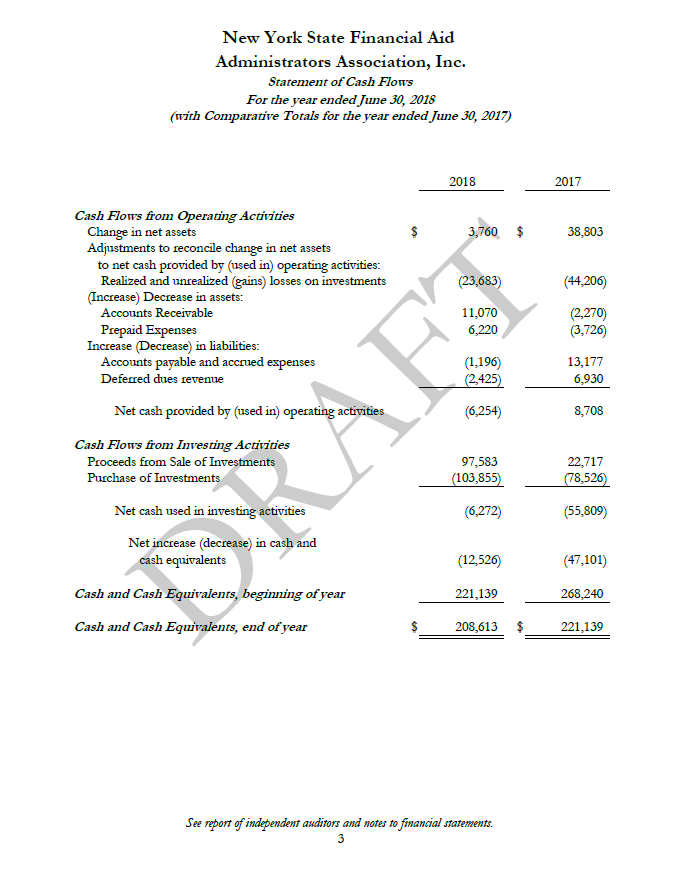 New York State Financial Aid
Administrators Association, Inc.
Statement of Cash Flows
For the year ended June 30, 2018
(with Comparative Totals for the year ended June 30, 2017)
2018 2017
Cash Flows from Operating Activities
Change in net assets $ 3,760 $ 38,803
Adjustments to reconcile change in net assets
to net cash provided by (used in) operating activities:
Realized and unrealized (gains) losses on investments (23,683) (44,206)
(Increase) Decrease in assets:
Accounts Receivable 11,070 (2,270)
Prepaid Expenses 6,220 (3,726)
Increase (Decrease) in liabilities:
Accounts payable and accrued expenses (1,196) 13,177
Deferred dues revenue (2,425) 6,930
Net cash provided by (used in) operating activities (6,254) 8,708
Cash Flows from Investing Activities
Proceeds from Sale of Investments 97,583 22,717
Purchase of Investments (103,855) (78,526)
Net cash used in investing activities (6,272) (55,809)
Net increase (decrease) in cash and
cash equivalents (12,526) (47,101)
Cash and Cash Equivalents, beginning of year 221,139 268,240
Cash and Cash Equivalents, end of year $ 208,613 $ 221,139
DRAFT
See report of independent auditors and notes to financial statements.
3